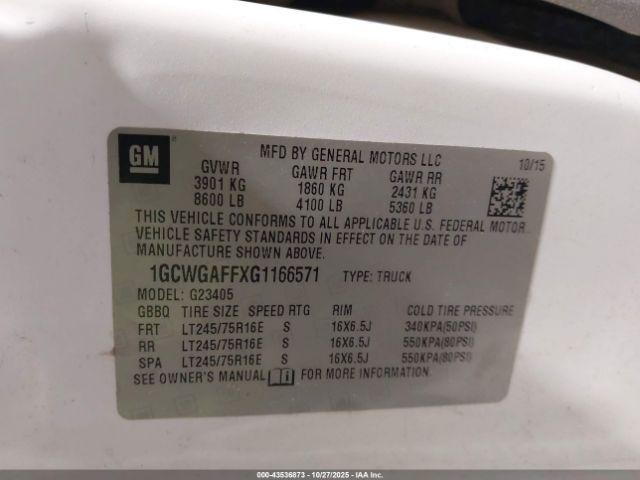 GM
MFD BY GENERAL MOTORS LLC 10/15
GVWR GAWR FRT GAWR RR
3901 KG 1860 KG 2431 KG
8600 LB 4100 LB 5360 LB
THIS VEHICLE CONFORMS TO ALL APPLICABLE U.S. FEDERAL MOTOR
VEHICLE SAFETY STANDARDS IN EFFECT ON THE DATE OF
MANUFACTURE SHOWN ABOVE.
1GCWGAFFXG1166571 TYPE: TRUCK
MODEL: G23405
GBBQ TIRE SIZE SPEED RTG RIM COLD TIRE PRESSURE
FRT LT245/75R16E S 16X6.5J 340KPA(50PSI)
RR LT245/75R16E S 16X6.5J 550KPA(80PSI)
SPA LT245/75R16E S 16X6.5J 550KPA(80PSI)
SEE OWNER'S MANUAL FOR MORE INFORMATION.
000-43536873 - 10/27/2025 - IAAI.COM